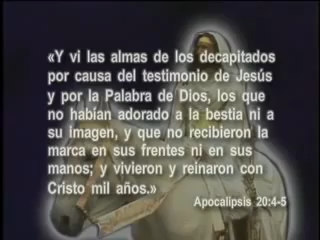 «Y vi las almas de los decapitados
por causa del testimonio de Jesús
y por la Palabra de Dios, los que
no habían adorado a la bestia ni a
su imagen, y que no recibieron la
marca en sus frentes ni en sus
manos; y vivieron y reinaron con
Cristo mil años.»
Apocalipsis 20:4-5